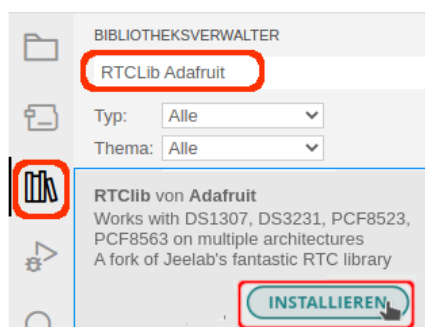 BIBLIOTHEKSVERWALTER
RTCLib Adafruit
Typ: Alle
Thema: Alle
RTClib von Adafruit
Works with DS1307, DS3231, PCF8523,
PCF8563 on multiple architectures
A fork of Jeelab's fantastic RTC library
INSTALLIEREN